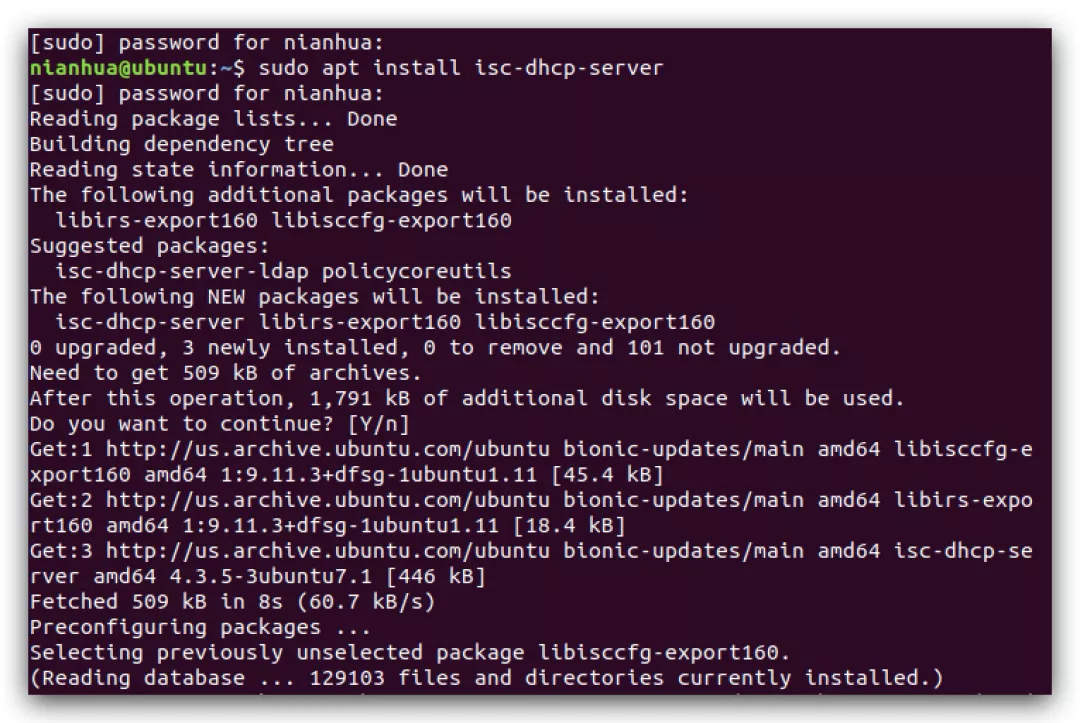 [sudo] password for nianhua:
nianhua@ubuntu:~$ sudo apt install isc-dhcp-server
[sudo] password for nianhua:
Reading package lists... Done
Building dependency tree
Reading state information... Done
The following additional packages will be installed:
  libirs-export160 libisccfg-export160
Suggested packages:
  isc-dhcp-server-ldap policycoreutils
The following NEW packages will be installed:
  isc-dhcp-server libirs-export160 libisccfg-export160
0 upgraded, 3 newly installed, 0 to remove and 101 not upgraded.
Need to get 509 kB of archives.
After this operation, 1,791 kB of additional disk space will be used.
Do you want to continue? [Y/n]
Get:1 http://us.archive.ubuntu.com/ubuntu bionic-updates/main amd64 libisccfg-e
xport160 amd64 1:9.11.3+dfsg-1ubuntu1.11 [45.4 kB]
Get:2 http://us.archive.ubuntu.com/ubuntu bionic-updates/main amd64 libirs-expo
rt160 amd64 1:9.11.3+dfsg-1ubuntu1.11 [18.4 kB]
Get:3 http://us.archive.ubuntu.com/ubuntu bionic-updates/main amd64 isc-dhcp-se
rver amd64 4.3.5-3ubuntu7.1 [446 kB]
Fetched 509 kB in 8s (60.7 kB/s)
Preconfiguring packages ...
Selecting previously unselected package libisccfg-export160.
(Reading database ... 129103 files and directories currently installed.)